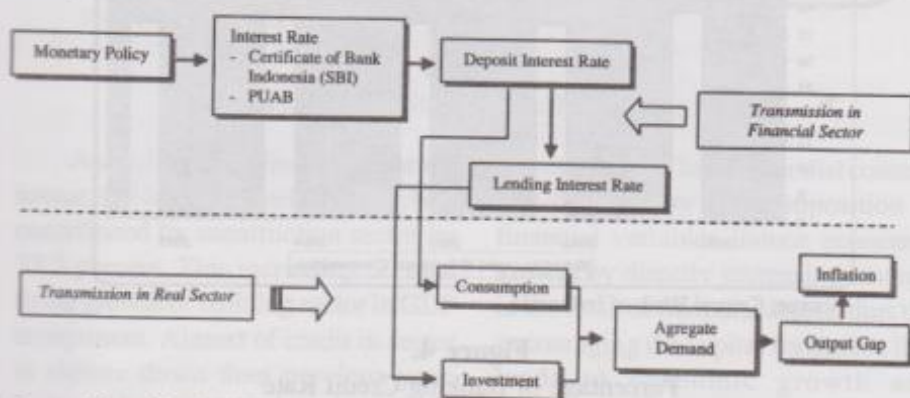 Monetary Policy
Interest Rate
- Certificate of Bank
Indonesia (SBI)
- PUAB
Deposit Interest Rate
Transmission in
Financial Sector
Lending Interest Rate
Transmission in Real Sector
Consumption
Investment
Agregate
Demand
Inflation
Output Gap